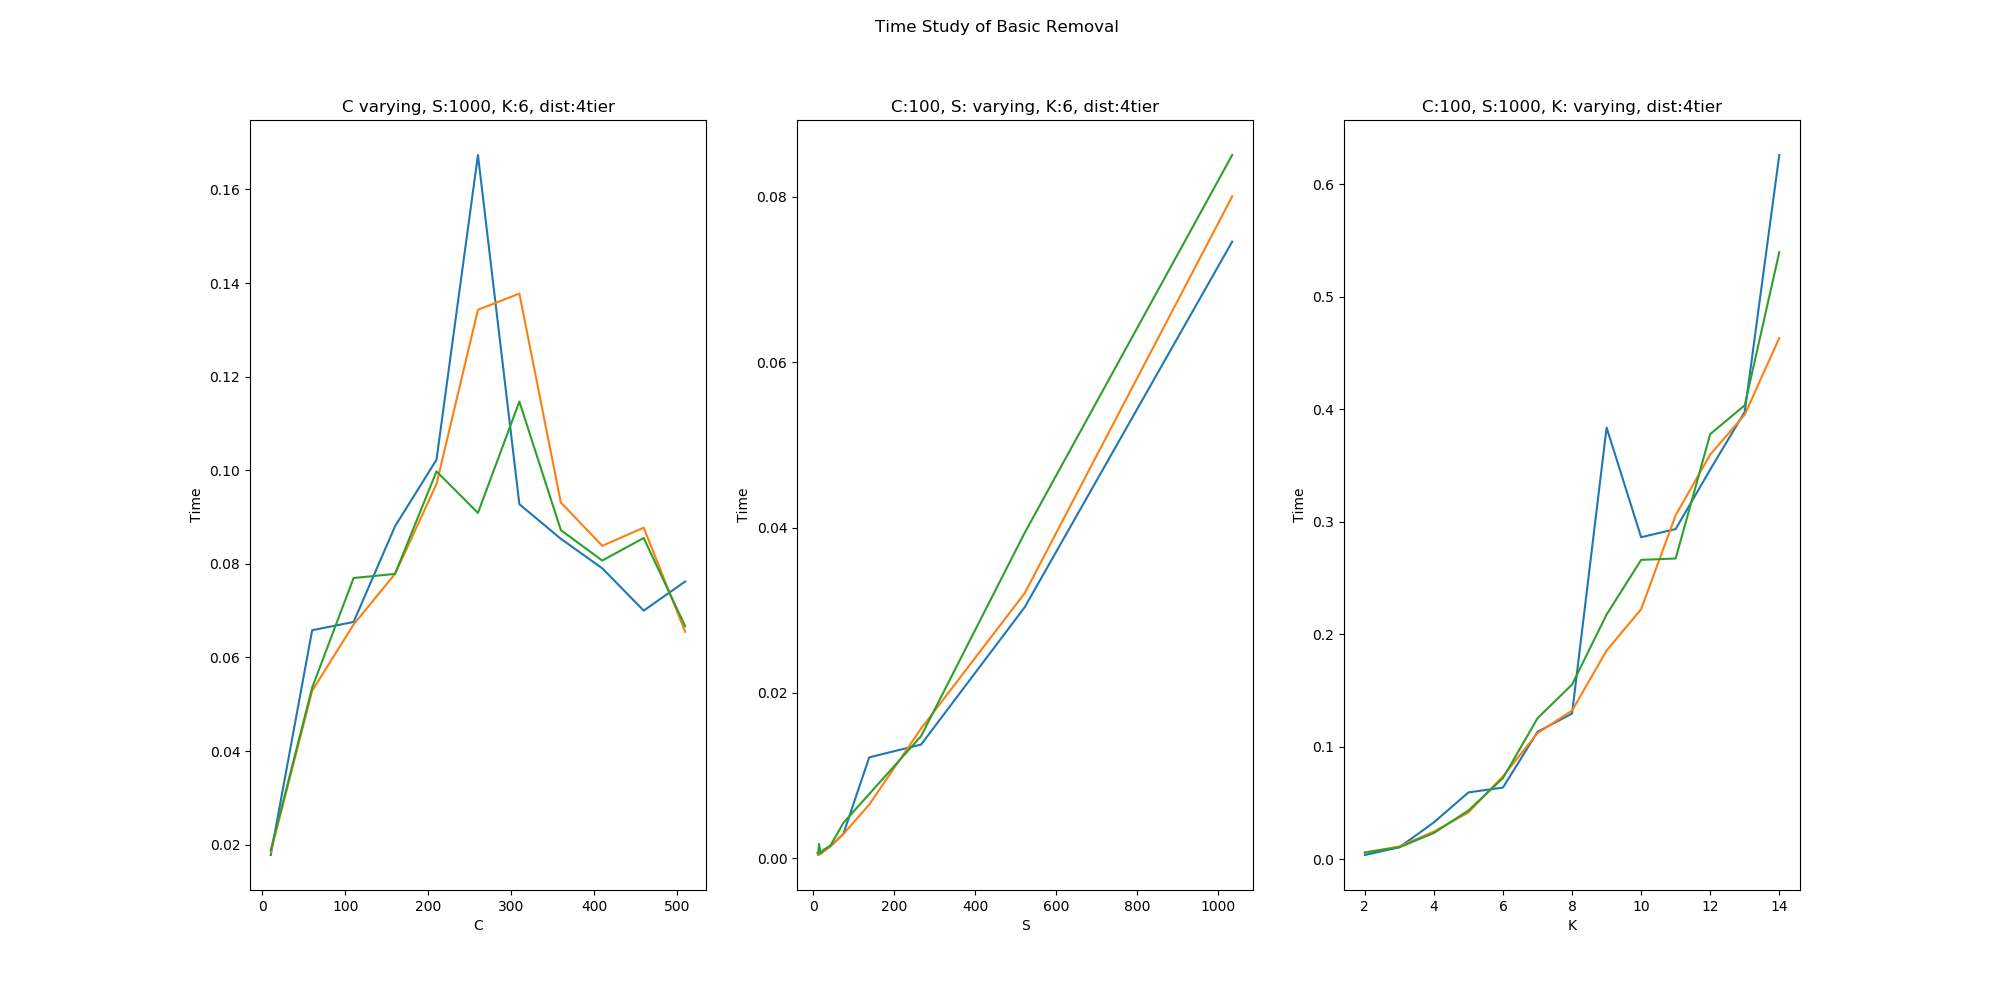 Time Study of Basic Removal
C varying, S:1000, K:6, dist:4tier
0.16
0.14
0.12
0.10
0.08
0.06
0.04
0.02
Time
0 100 200 300 400 500
C
C:100, S: varying, K:6, dist:4tier
0.08
0.06
0.04
0.02
0.00
Time
0 200 400 600 800 1000
S
C:100, S:1000, K: varying, dist:4tier
0.6
0.5
0.4
0.3
0.2
0.1
0.0
Time
2 4 6 8 10 12 14
K